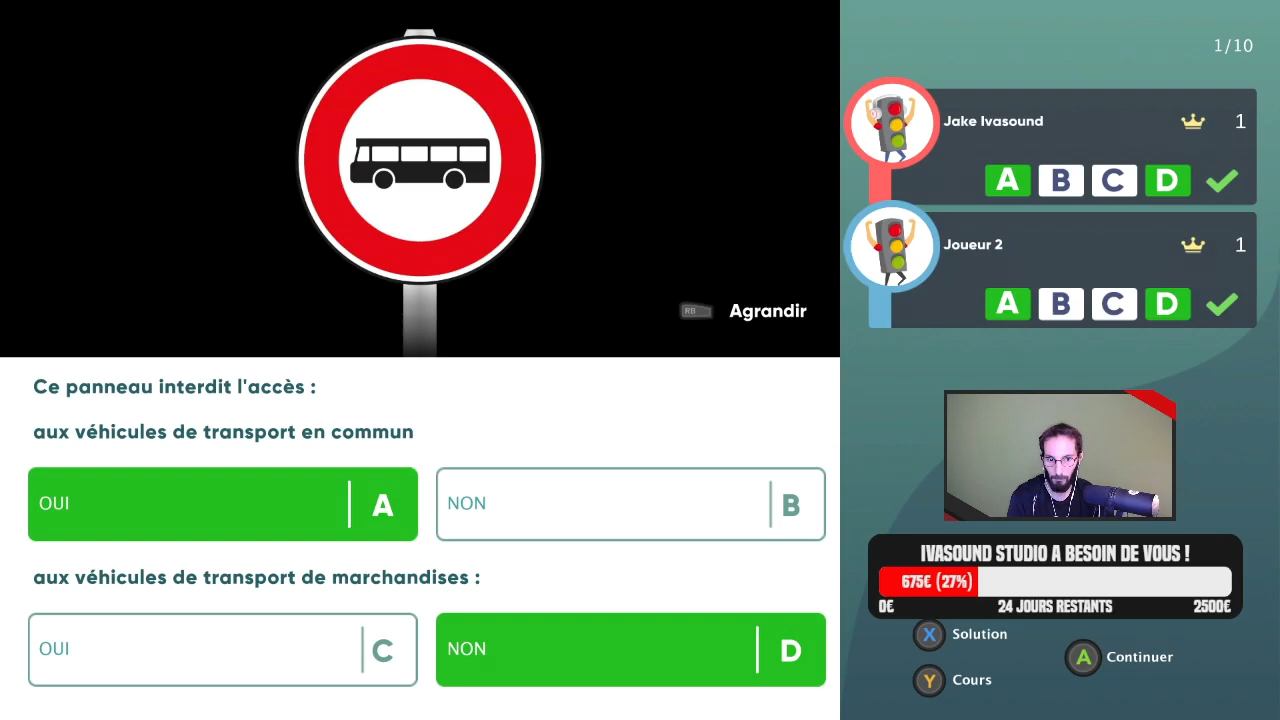 1/10
Jake Ivasound
1
A B C D
Joueur 2
1
A B C D
RB Agrandir
Ce panneau interdit l'accès :
aux véhicules de transport en commun
OUI A
NON B
aux véhicules de transport de marchandises :
OUI C
NON D
IVASOUND STUDIO A BESOIN DE VOUS !
675€ (27%)
0€ 24 JOURS RESTANTS 2500€
X Solution
A Continuer
Y Cours